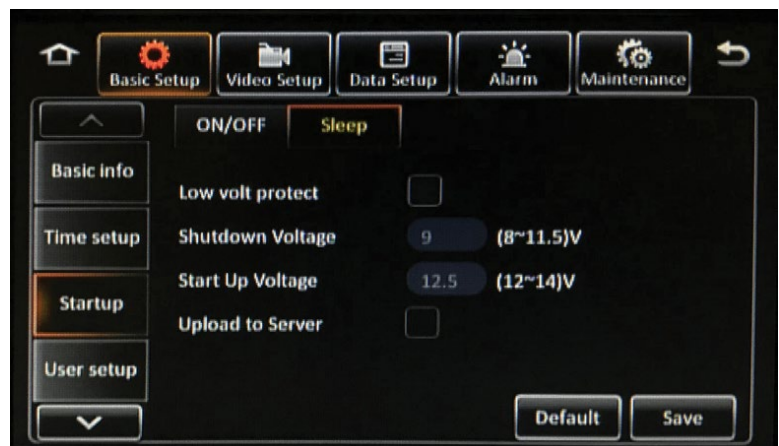 Basic Setup
Video Setup
Data Setup
Alarm
Maintenance
ON/OFF
Sleep
Basic info
Time setup
Startup
User setup
Low volt protect
Shutdown Voltage 9 (8~11.5)V
Start Up Voltage 12.5 (12~14)V
Upload to Server
Default
Save